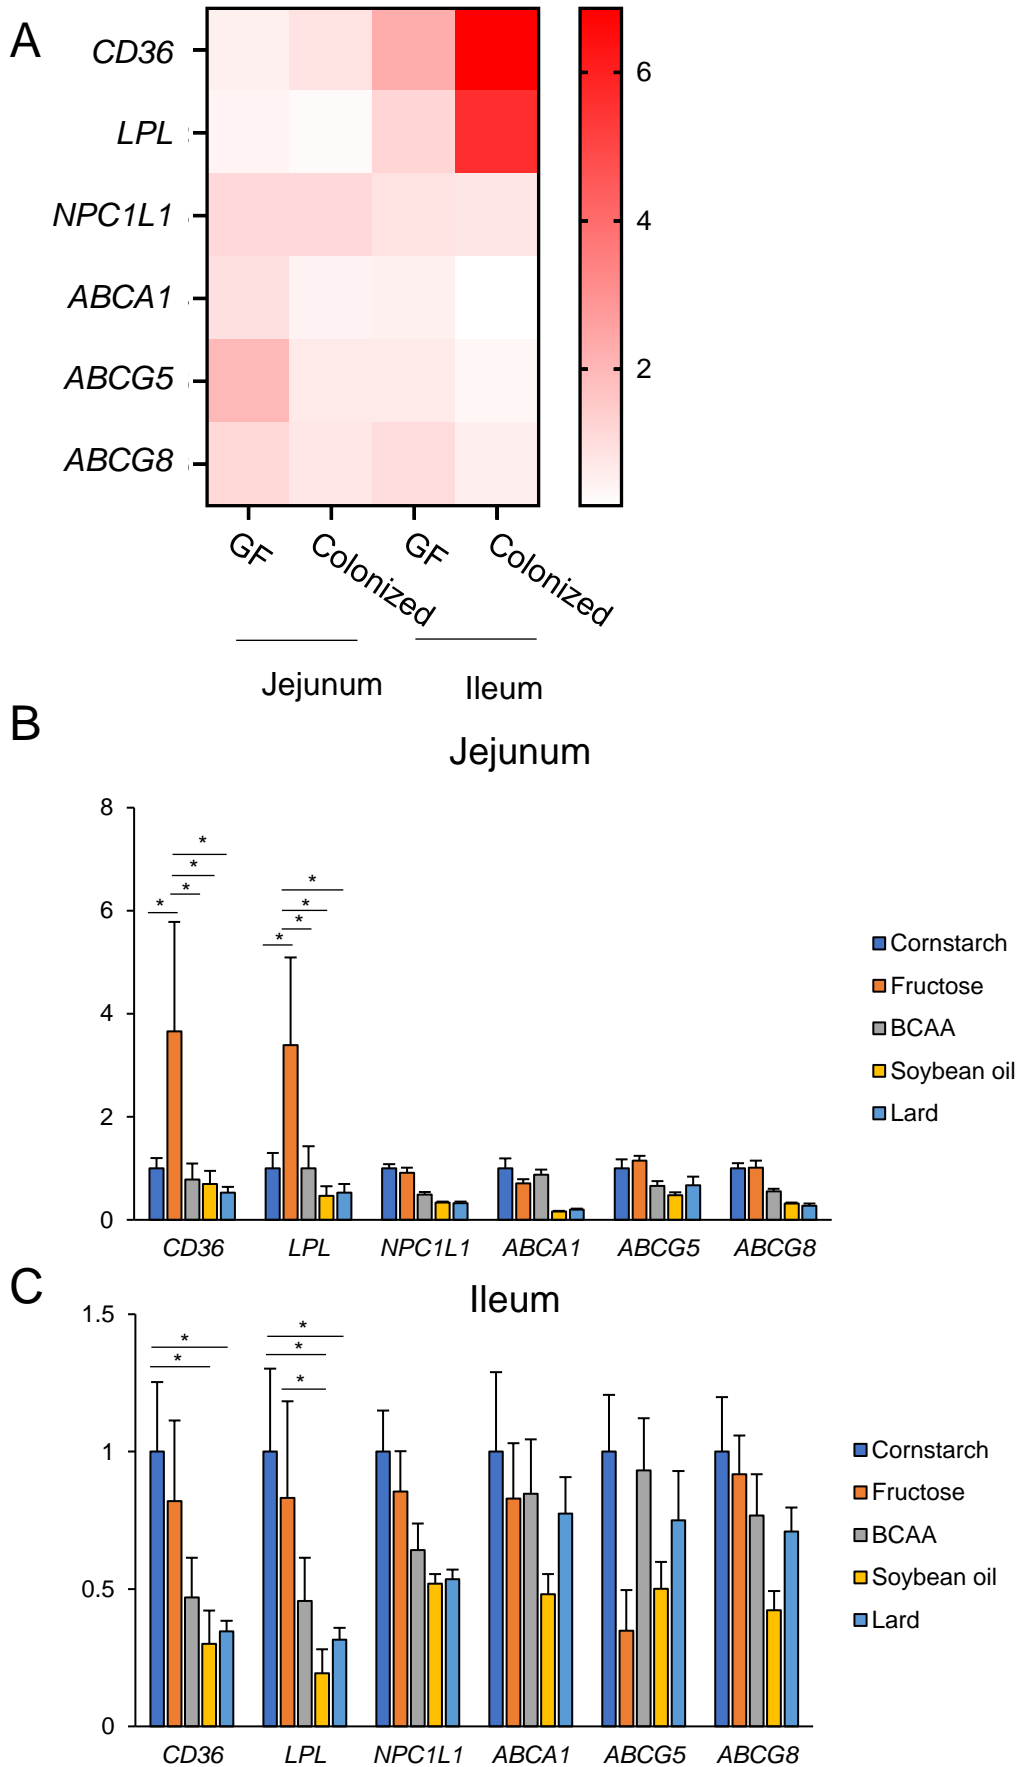 A
CD36
LPL
NPC1L1
ABCA1
ABCG5
ABCG8
6
4
2
GF
Colonized
GF
Colonized
Jejunum
Ileum
B
Jejunum
8
6
4
2
0
* * * *
* * * *
CD36 LPL NPC1L1 ABCA1 ABCG5 ABCG8
Cornstarch
Fructose
BCAA
Soybean oil
Lard
C
Ileum
1.5
1
0.5
0
* *
* * *
CD36 LPL NPC1L1 ABCA1 ABCG5 ABCG8
Cornstarch
Fructose
BCAA
Soybean oil
Lard